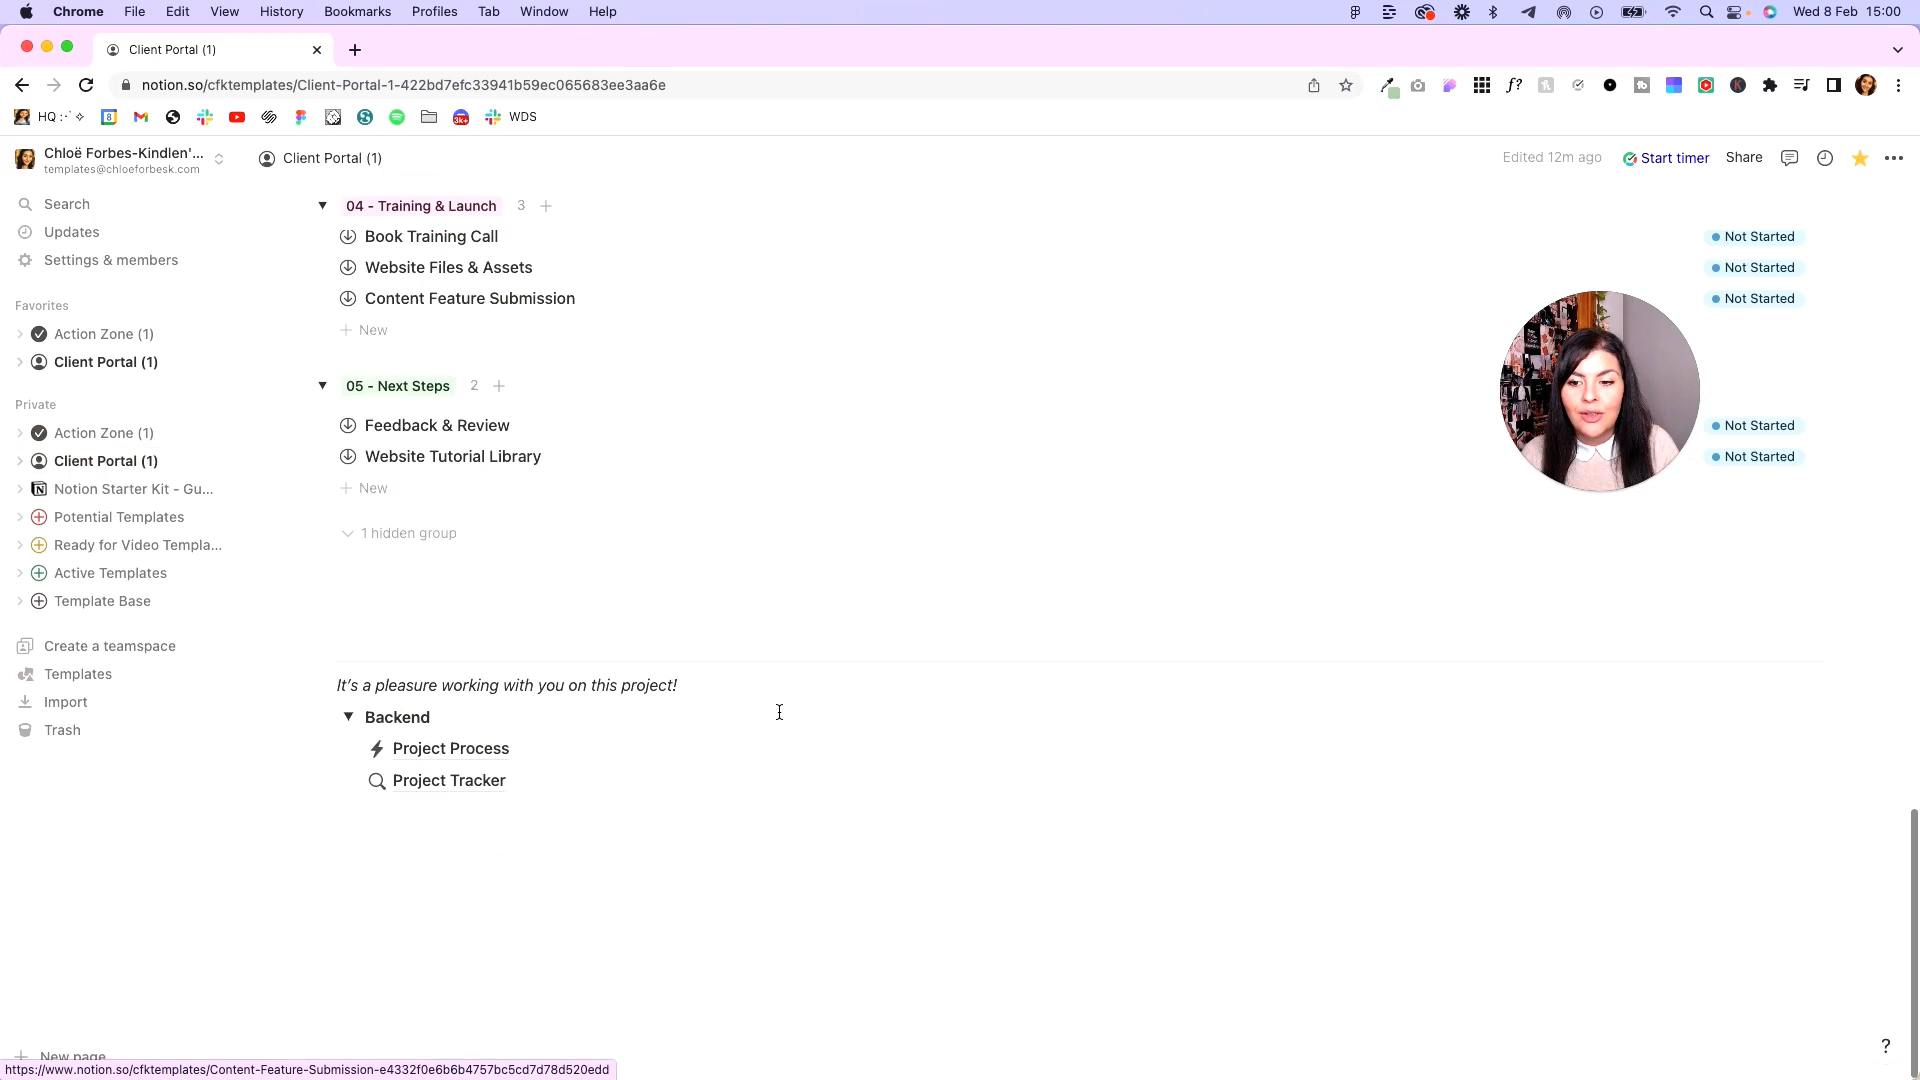 Chrome File Edit View History Bookmarks Profiles Tab Window Help Wed 8 Feb 15:00
Client Portal (1)
notion.so/cfktemplates/Client-Portal-1-422bd7efc33941b59ec065683ee3aa6e
HQ WDS
Chloë Forbes-Kindlen'...
templates@chloeforbesk.com
Client Portal (1)
Edited 12m ago Start timer Share
Search
Updates
Settings & members
Favorites
Action Zone (1)
Client Portal (1)
Private
Action Zone (1)
Client Portal (1)
Notion Starter Kit - Gu...
Potential Templates
Ready for Video Templa...
Active Templates
Template Base
Create a teamspace
Templates
Import
Trash
New page
04 - Training & Launch 3
Book Training Call Not Started
Website Files & Assets Not Started
Content Feature Submission Not Started
New
05 - Next Steps 2
Feedback & Review Not Started
Website Tutorial Library Not Started
New
1 hidden group
It's a pleasure working with you on this project!
Backend
Project Process
Project Tracker
?
https://www.notion.so/cfktemplates/Content-Feature-Submission-e4332f0e6b6b4757bc5cd7d78d520edd